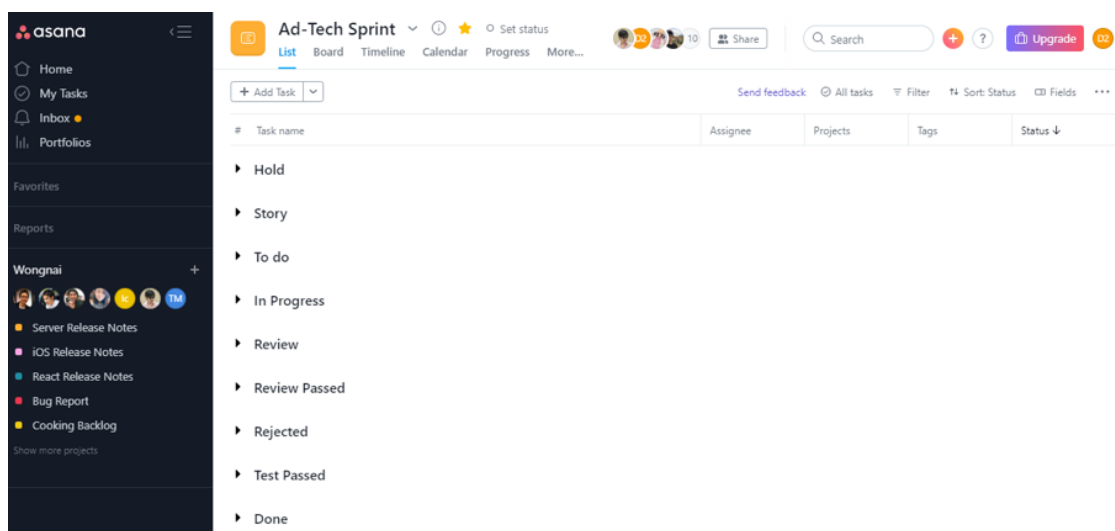 asana
Home
My Tasks
Inbox
Portfolios
Favorites
Reports
Wongnai +
Ic TM
Server Release Notes
iOS Release Notes
React Release Notes
Bug Report
Cooking Backlog
Show more projects
Ad-Tech Sprint
Set status
List Board Timeline Calendar Progress More...
D2 10 Share Search + ? Upgrade D2
+ Add Task
Send feedback All tasks Filter Sort: Status Fields ...
# Task name Assignee Projects Tags Status ↓
Hold
Story
To do
In Progress
Review
Review Passed
Rejected
Test Passed
Done